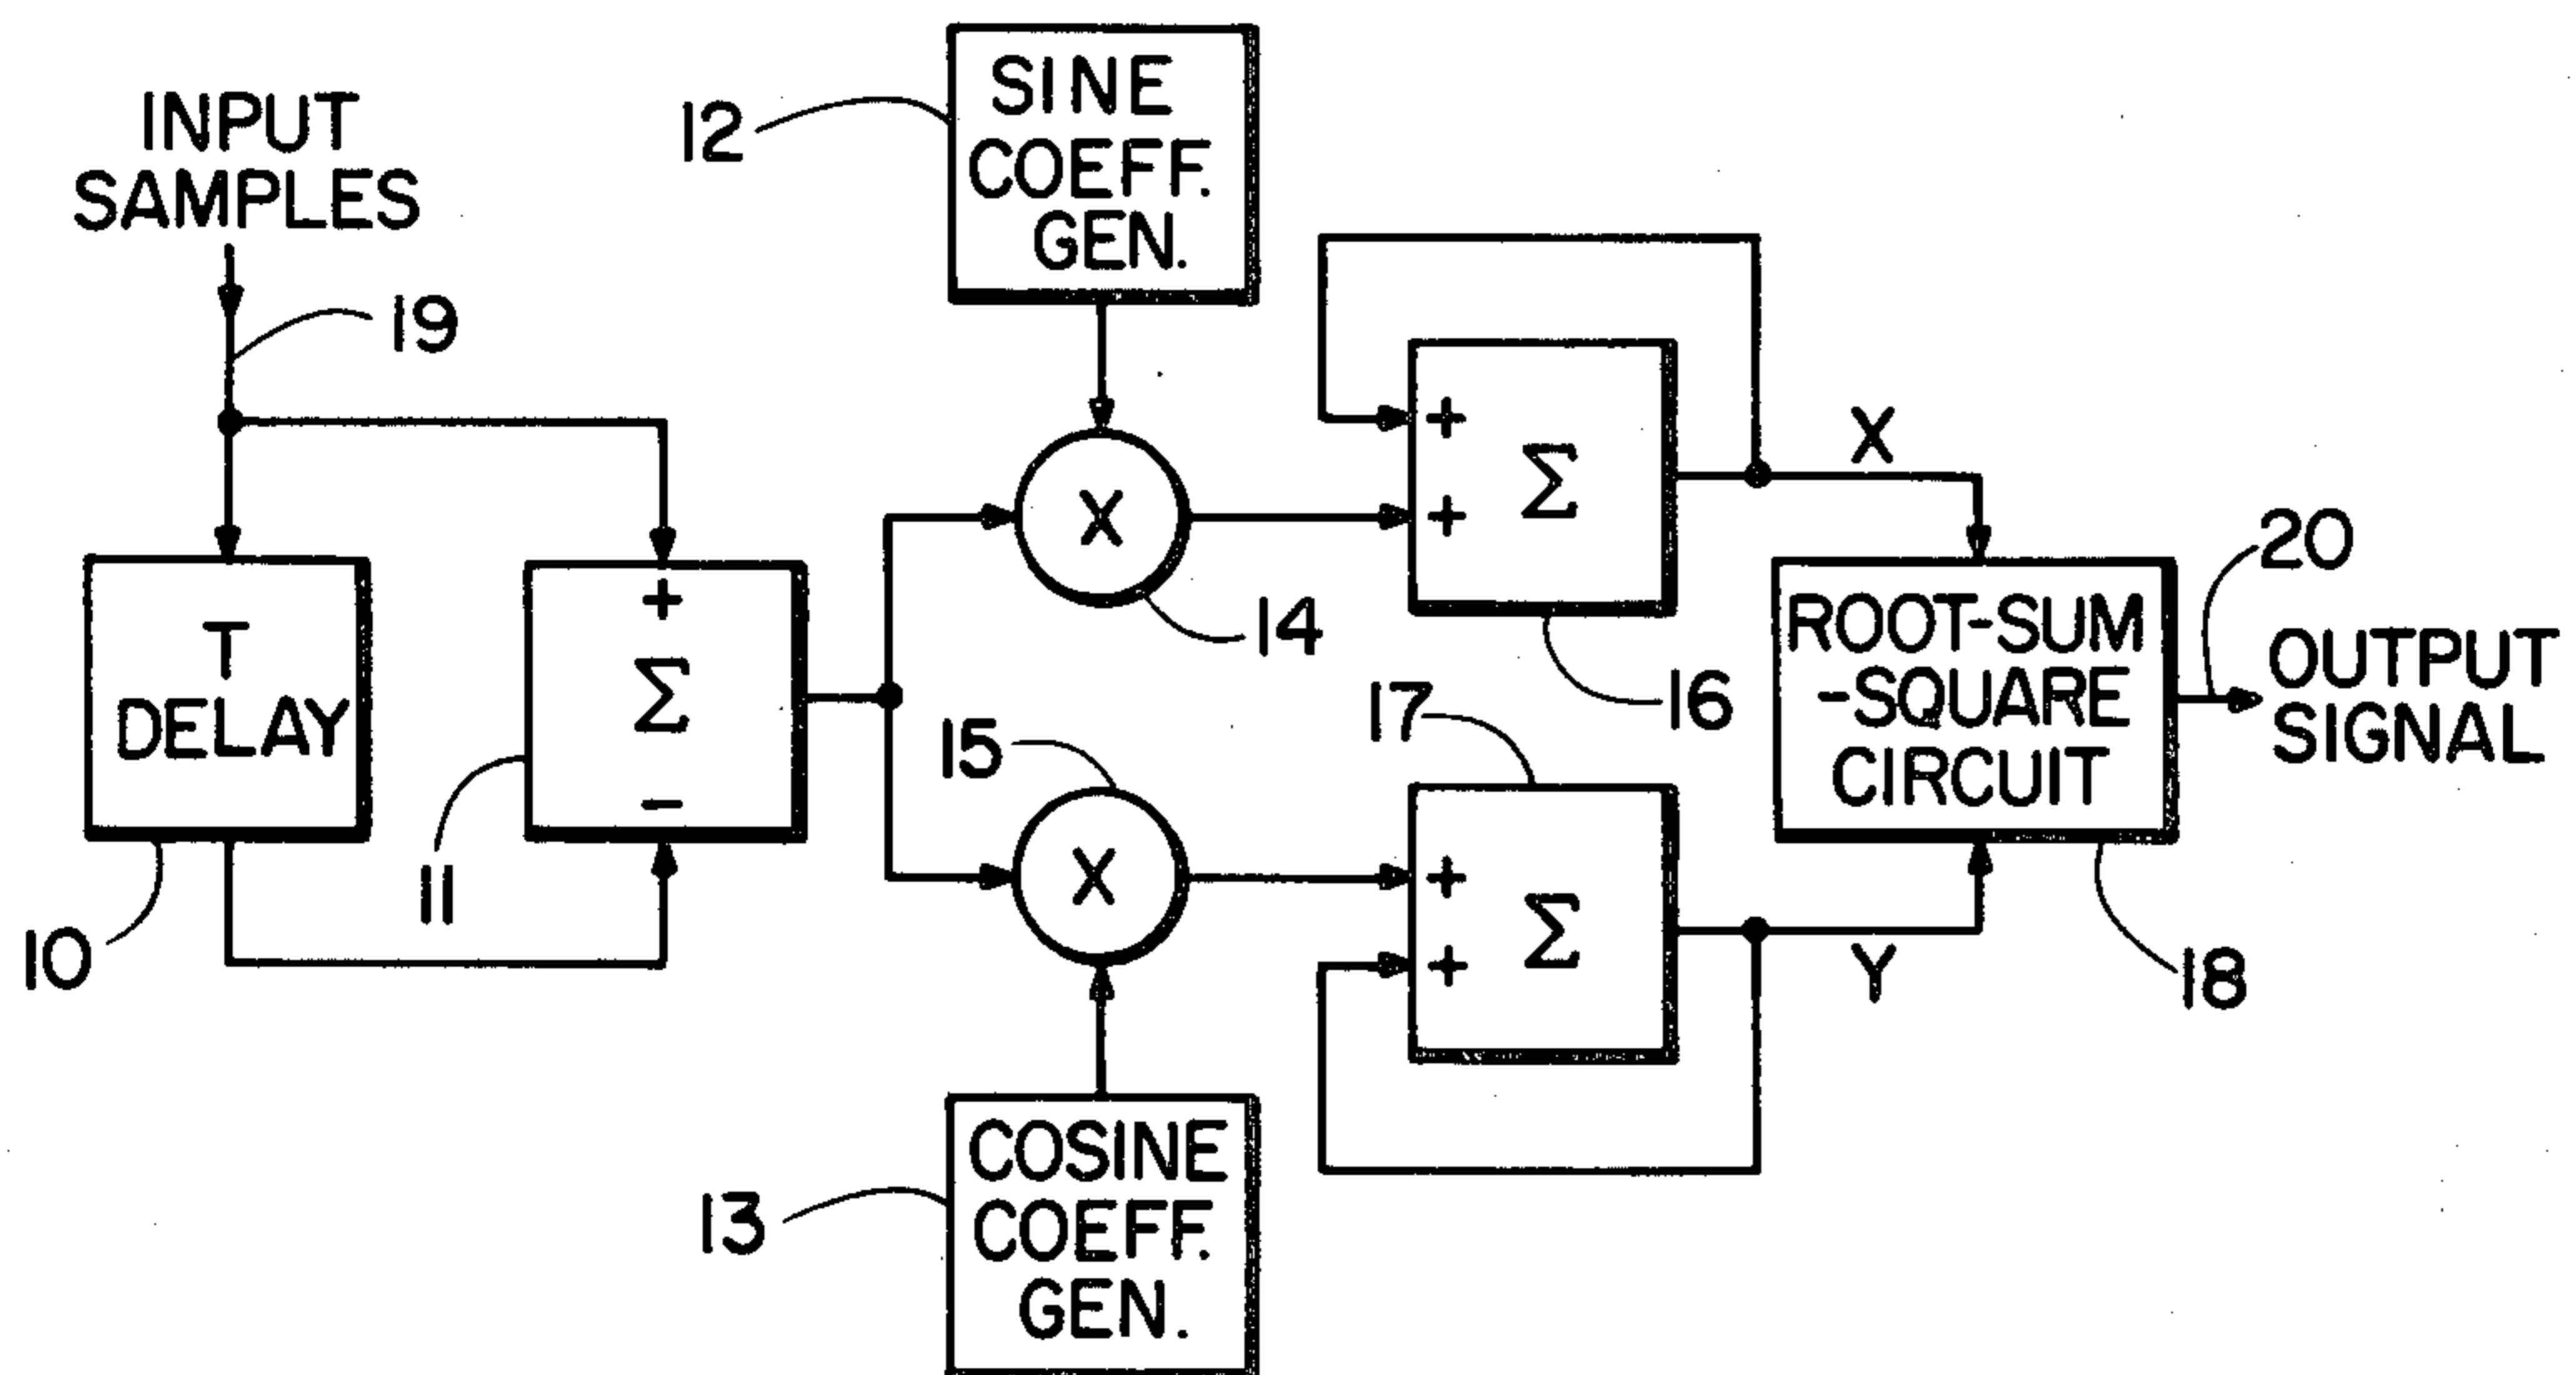 INPUT
SAMPLES
19
T
DELAY
10
+
Σ
-
11
12
SINE
COEFF.
GEN.
X
14
15
X
13
COSINE
COEFF.
GEN.
+
+
Σ
16
17
+
+
Σ
X
Y
ROOT-SUM
-SQUARE
CIRCUIT
18
20
OUTPUT
SIGNAL